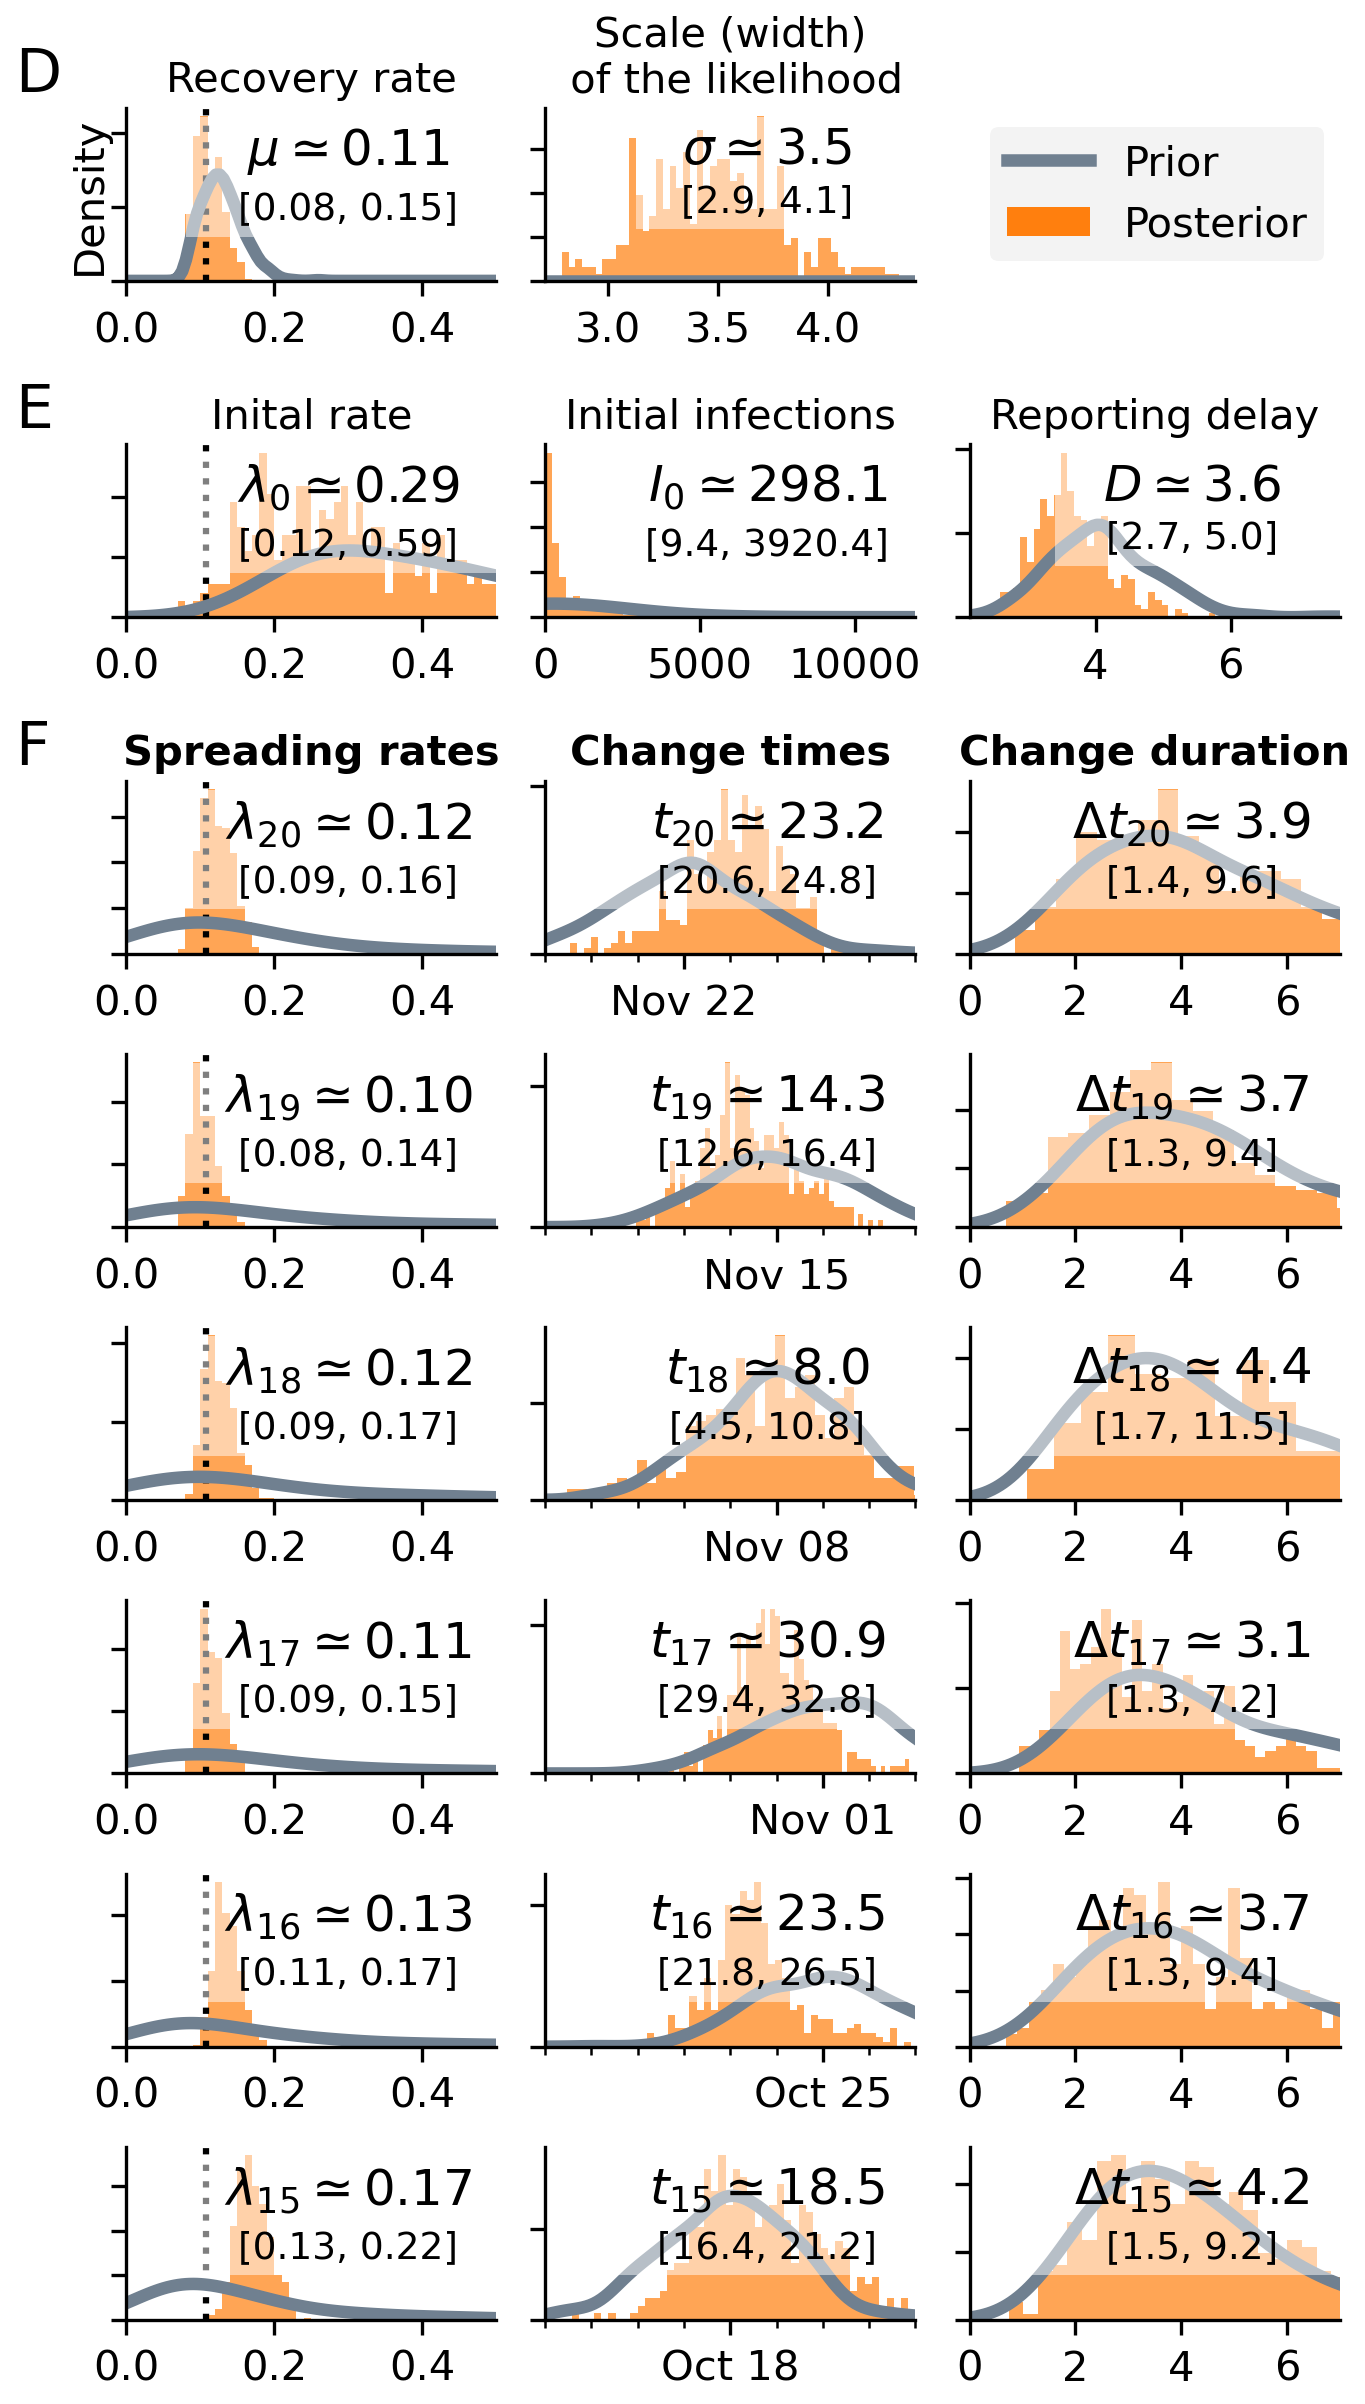 D
Recovery rate
Scale (width)
of the likelihood
Density
μ ≃ 0.11
[0.08, 0.15]
0.0 0.2 0.4
σ ≃ 3.5
[2.9, 4.1]
3.0 3.5 4.0
Prior
Posterior
E
Inital rate
λ0 ≃ 0.29
[0.12, 0.59]
0.0 0.2 0.4
Initial infections
I0 ≃ 298.1
[9.4, 3920.4]
0 5000 10000
Reporting delay
D ≃ 3.6
[2.7, 5.0]
4 6
F
Spreading rates
Change times
Change duration
λ20 ≃ 0.12
[0.09, 0.16]
0.0 0.2 0.4
t20 ≃ 23.2
[20.6, 24.8]
Nov 22
Δt20 ≃ 3.9
[1.4, 9.6]
0 2 4 6
λ19 ≃ 0.10
[0.08, 0.14]
0.0 0.2 0.4
t19 ≃ 14.3
[12.6, 16.4]
Nov 15
Δt19 ≃ 3.7
[1.3, 9.4]
0 2 4 6
λ18 ≃ 0.12
[0.09, 0.17]
0.0 0.2 0.4
t18 ≃ 8.0
[4.5, 10.8]
Nov 08
Δt18 ≃ 4.4
[1.7, 11.5]
0 2 4 6
λ17 ≃ 0.11
[0.09, 0.15]
0.0 0.2 0.4
t17 ≃ 30.9
[29.4, 32.8]
Nov 01
Δt17 ≃ 3.1
[1.3, 7.2]
0 2 4 6
λ16 ≃ 0.13
[0.11, 0.17]
0.0 0.2 0.4
t16 ≃ 23.5
[21.8, 26.5]
Oct 25
Δt16 ≃ 3.7
[1.3, 9.4]
0 2 4 6
λ15 ≃ 0.17
[0.13, 0.22]
0.0 0.2 0.4
t15 ≃ 18.5
[16.4, 21.2]
Oct 18
Δt15 ≃ 4.2
[1.5, 9.2]
0 2 4 6